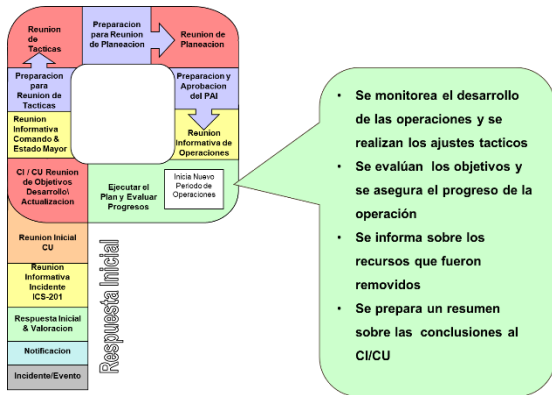 Reunion
de
Tacticas
Preparacion
para Reunion
de Planeacion
Reunion de
Planeacion
Preparacion
para
Reunion de
Tacticas
Preparacion y
Aprobacion
del PAI
Reunion
Informativa
Comando &
Estado Mayor
Reunion
Informativa de
Operaciones
CI / CU Reunion
de Objetivos
Desarrollo\
Actualizacion
Ejecutar el
Plan y Evaluar
Progresos
Inicia Nuevo
Periodo de
Operaciones
Reunion Inicial
CU
Reunion
Informativa
Incidente
ICS-201
Respuesta Inicial
& Valoracion
Notificacion
Incidente/Evento
Respuesta Inicial
• Se monitorea el desarrollo
de las operaciones y se
realizan los ajustes tacticos
• Se evalúan los objetivos y
se asegura el progreso de la
operación
• Se informa sobre los
recursos que fueron
removidos
• Se prepara un resumen
sobre las conclusiones al
CI/CU